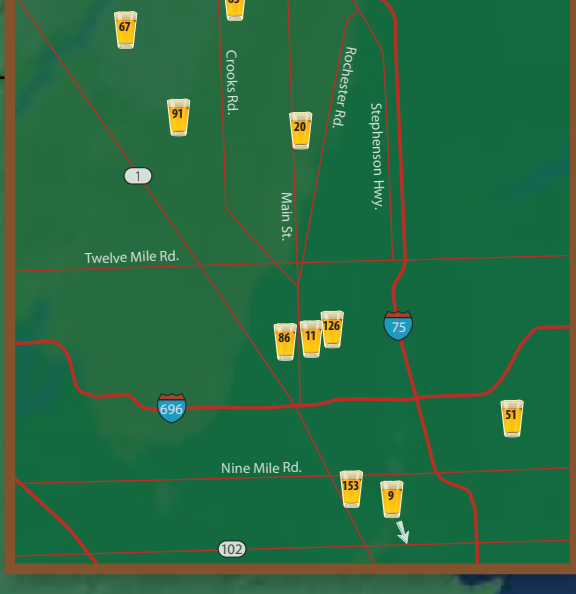 67
91
20
Crooks Rd.
Rochester Rd.
Stephenson Hwy.
Main St.
1
Twelve Mile Rd.
86
11
126
75
696
51
Nine Mile Rd.
153
9
102